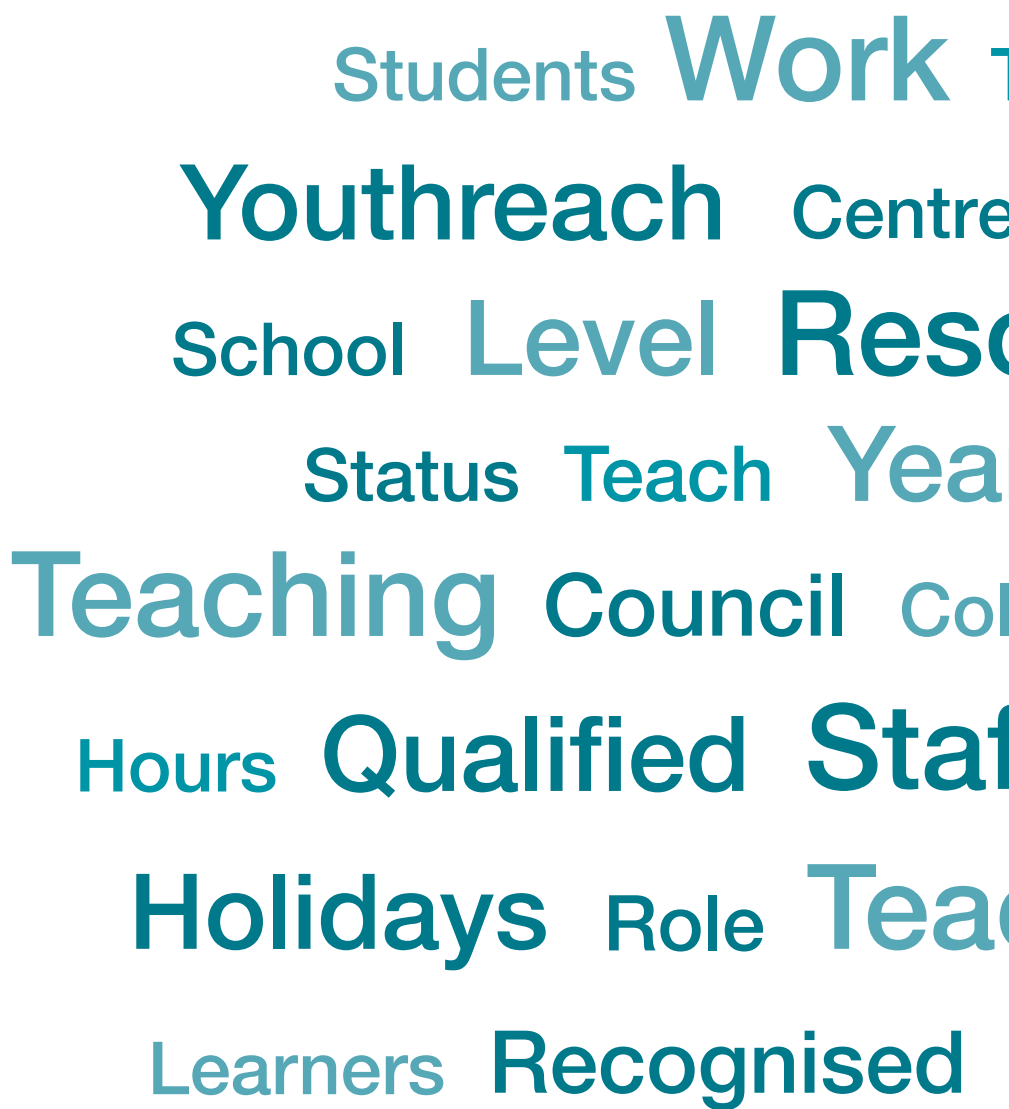 Students Work
Youthreach Centre
School Level
Status Teach
Teaching Council
Hours Qualified
Holidays Role
Learners Recognised